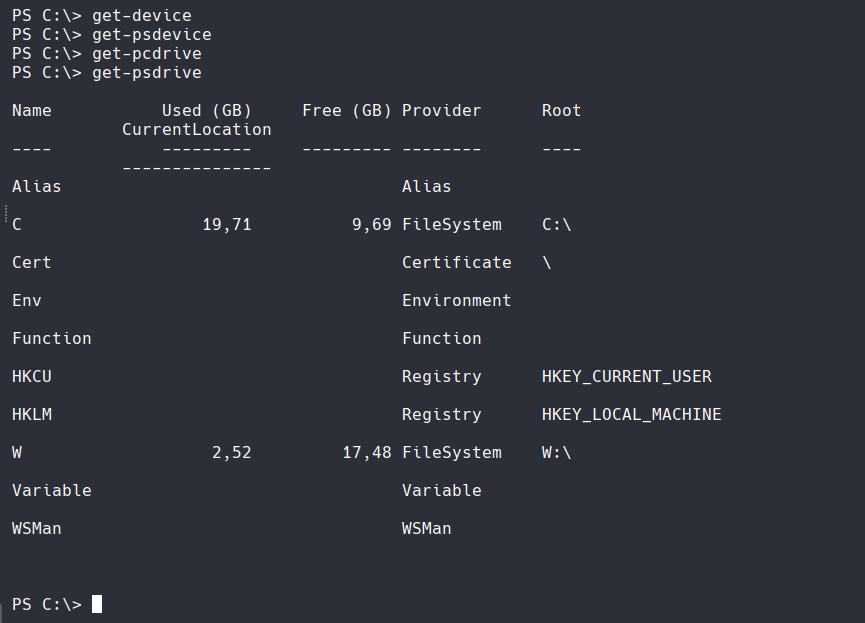 PS C:\> get-device
PS C:\> get-psdevice
PS C:\> get-pcdrive
PS C:\> get-psdrive
Name Used (GB) Free (GB) Provider Root
CurrentLocation
---- --------- --------- -------- ----
---------------
Alias Alias
C 19,71 9,69 FileSystem C:\
Cert Certificate \
Env Environment
Function Function
HKCU Registry HKEY_CURRENT_USER
HKLM Registry HKEY_LOCAL_MACHINE
W 2,52 17,48 FileSystem W:\
Variable Variable
WSMan WSMan
PS C:\>